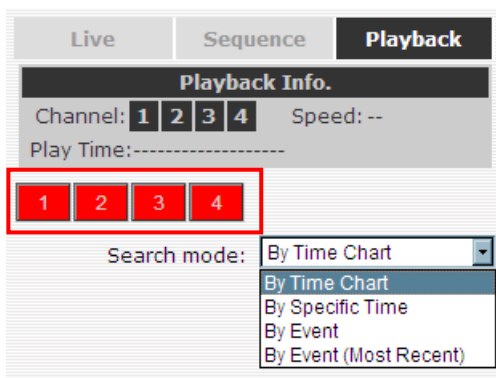 Live Sequence Playback
Playback Info.
Channel: 1 2 3 4 Speed: --
Play Time:-------------------
1 2 3 4
Search mode: By Time Chart
By Time Chart
By Specific Time
By Event
By Event (Most Recent)